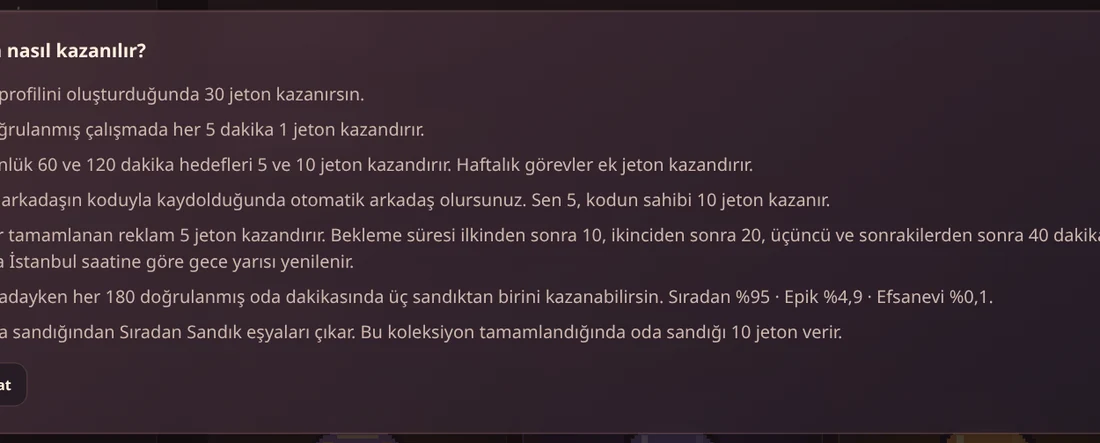 nasıl kazanılır?
profilini oluşturduğunda 30 jeton kazanırsın.
ğrulanmış çalışmada her 5 dakika 1 jeton kazandırır.
nlük 60 ve 120 dakika hedefleri 5 ve 10 jeton kazandırır. Haftalık görevler ek jeton kazandırır.
arkadaşın koduyla kaydolduğunda otomatik arkadaş olursunuz. Sen 5, kodun sahibi 10 jeton kazanır.
r tamamlanan reklam 5 jeton kazandırır. Bekleme süresi ilkinden sonra 10, ikinciden sonra 20, üçüncü ve sonrakilerden sonra 40 dakik
a İstanbul saatine göre gece yarısı yenilenir.
adayken her 180 doğrulanmış oda dakikasında üç sandıktan birini kazanabilirsin. Sıradan %95 · Epik %4,9 · Efsanevi %0,1.
a sandığından Sıradan Sandık eşyaları çıkar. Bu koleksiyon tamamlandığında oda sandığı 10 jeton verir.
at